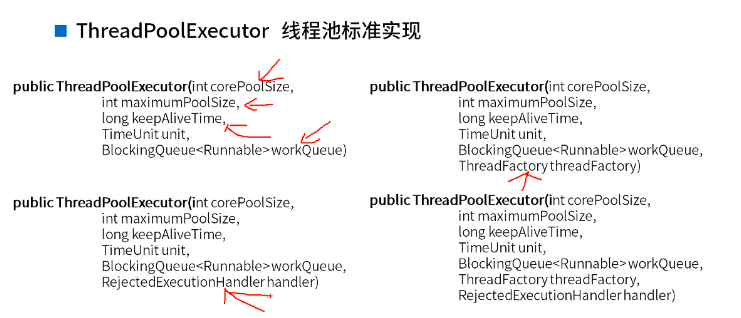 ThreadPoolExecutor 线程池标准实现
public ThreadPoolExecutor(int corePoolSize,
int maximumPoolSize,
long keepAliveTime,
TimeUnit unit,
BlockingQueue<Runnable> workQueue)
public ThreadPoolExecutor(int corePoolSize,
int maximumPoolSize,
long keepAliveTime,
TimeUnit unit,
BlockingQueue<Runnable> workQueue,
ThreadFactory threadFactory)
public ThreadPoolExecutor(int corePoolSize,
int maximumPoolSize,
long keepAliveTime,
TimeUnit unit,
BlockingQueue<Runnable> workQueue,
RejectedExecutionHandler handler)
public ThreadPoolExecutor(int corePoolSize,
int maximumPoolSize,
long keepAliveTime,
TimeUnit unit,
BlockingQueue<Runnable> workQueue,
ThreadFactory threadFactory,
RejectedExecutionHandler handler)